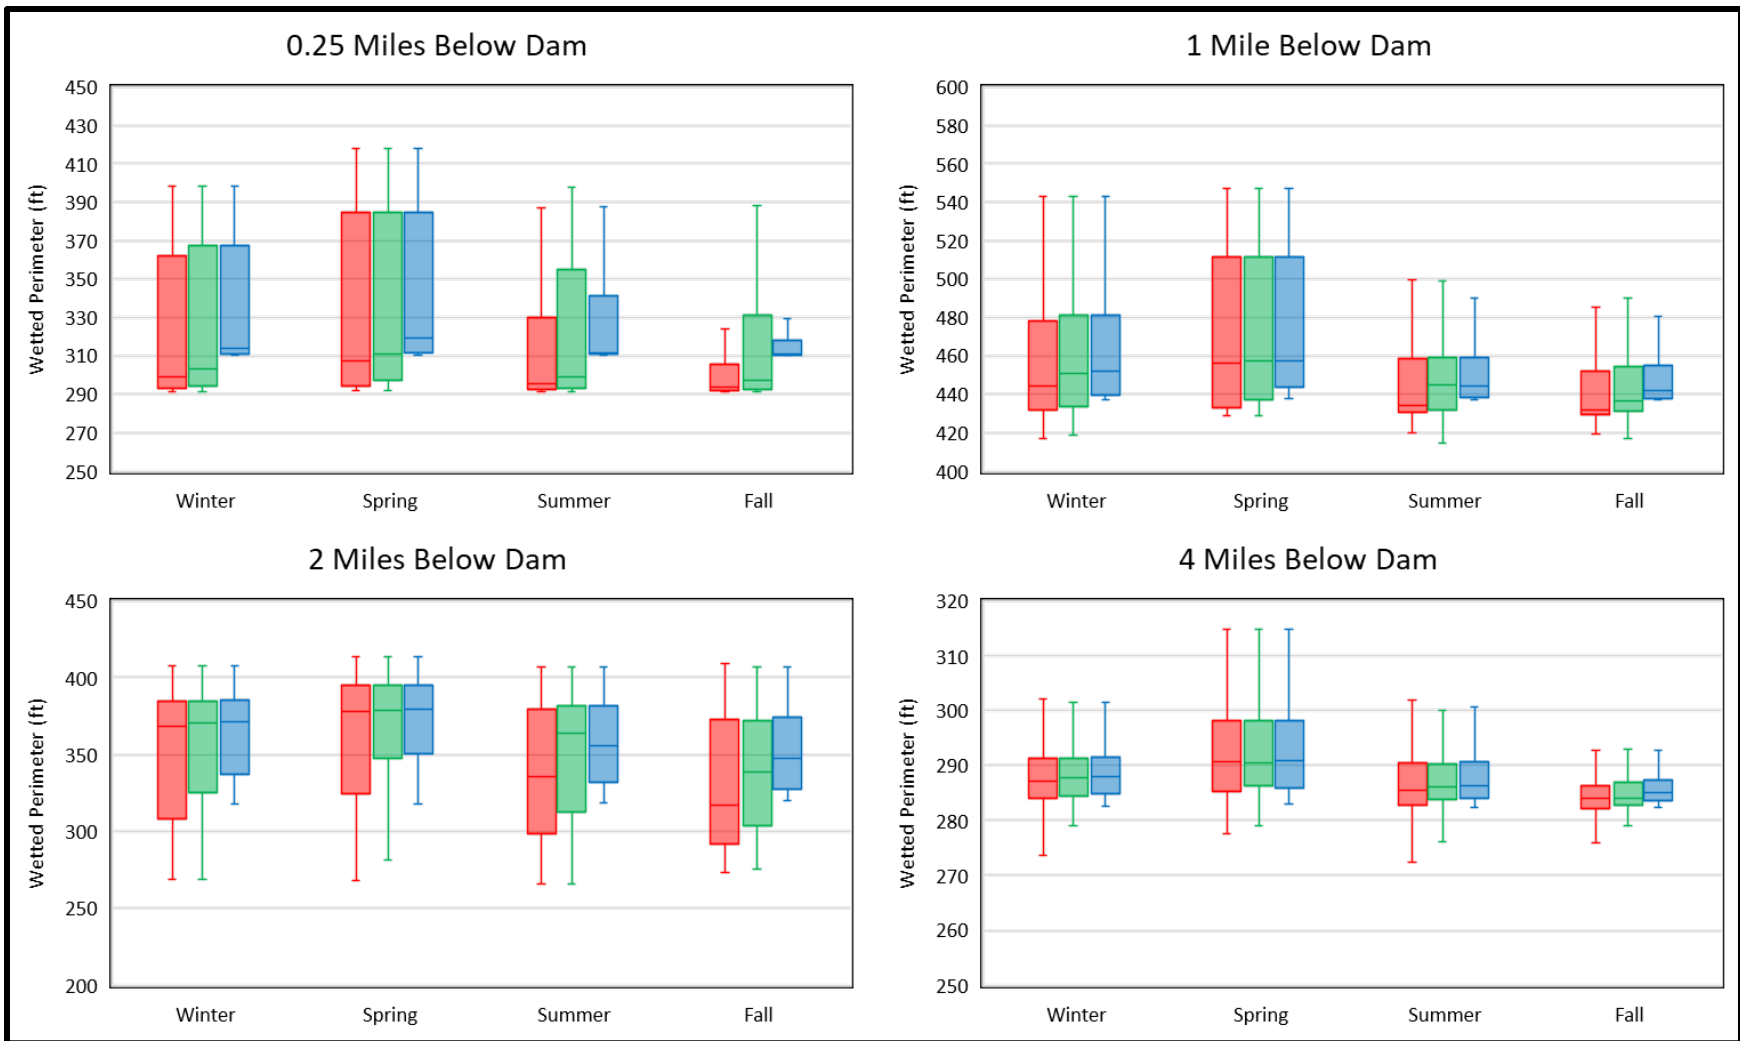 0.25 Miles Below Dam
Wetted Perimeter (ft)
450
430
410
390
370
350
330
310
290
270
250
Winter
Spring
Summer
Fall
1 Mile Below Dam
Wetted Perimeter (ft)
600
580
560
540
520
500
480
460
440
420
400
Winter
Spring
Summer
Fall
2 Miles Below Dam
Wetted Perimeter (ft)
450
400
350
300
250
200
Winter
Spring
Summer
Fall
4 Miles Below Dam
Wetted Perimeter (ft)
320
310
300
290
280
270
260
250
Winter
Spring
Summer
Fall